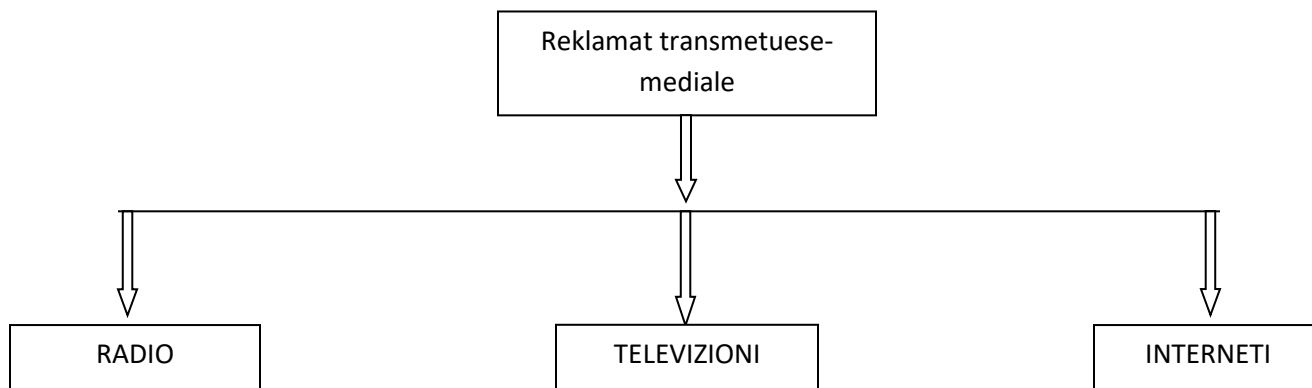 Reklamat transmetuese-
mediale
RADIO
TELEVIZIONI
INTERNETI